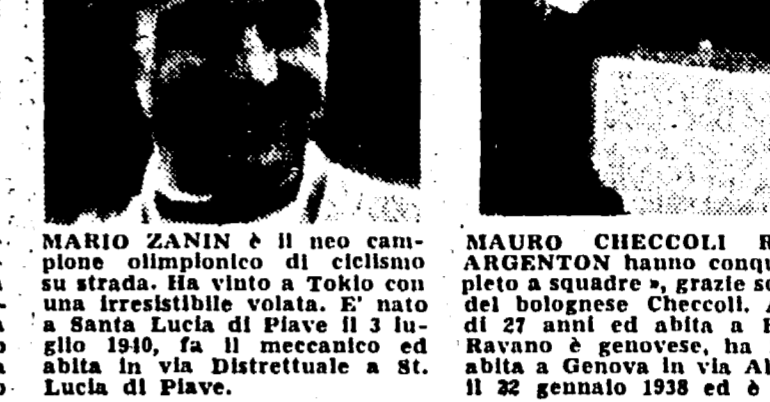 MARIO ZANIN è il neo cam-
pione olimpionico di ciclismo
su strada. Ha vinto a Tokio con
una irresistibile volata. E' nato
a Santa Lucia di Piave il 3 lu-
glio 1940, fa il meccanico ed
abita in via Distrettuale a St.
Lucia di Piave.
MAURO CHECCOLI
ARGENTON hanno
pleto a squadre », grazie
del bolognese Checcoli.
di 27 anni ed abita a
Ravano è genovese, ha
abita a Genova in via
il 22 gennaio 1938 ed è